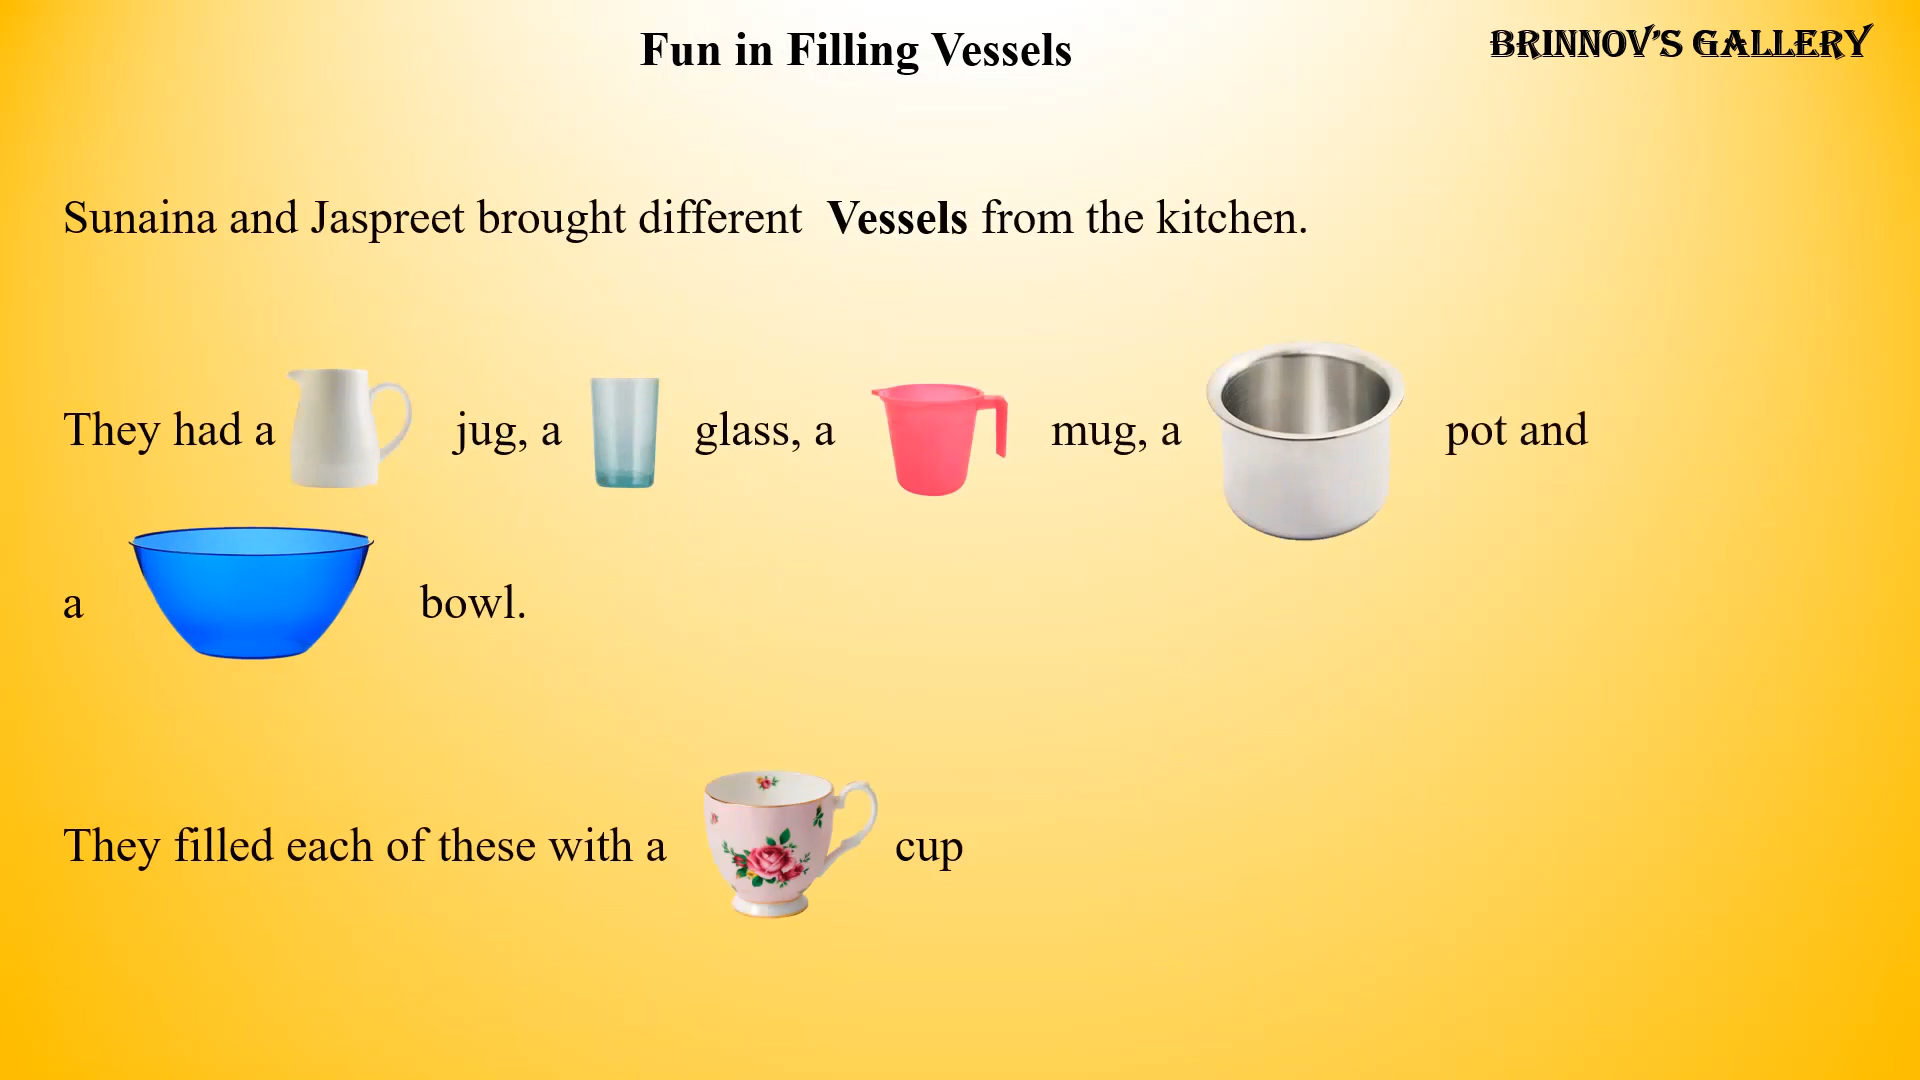 Fun in Filling Vessels
BRINNOV'S GALLERY
Sunaina and Jaspreet brought different Vessels from the kitchen.
They had a jug, a glass, a mug, a pot and
a bowl.
They filled each of these with a cup